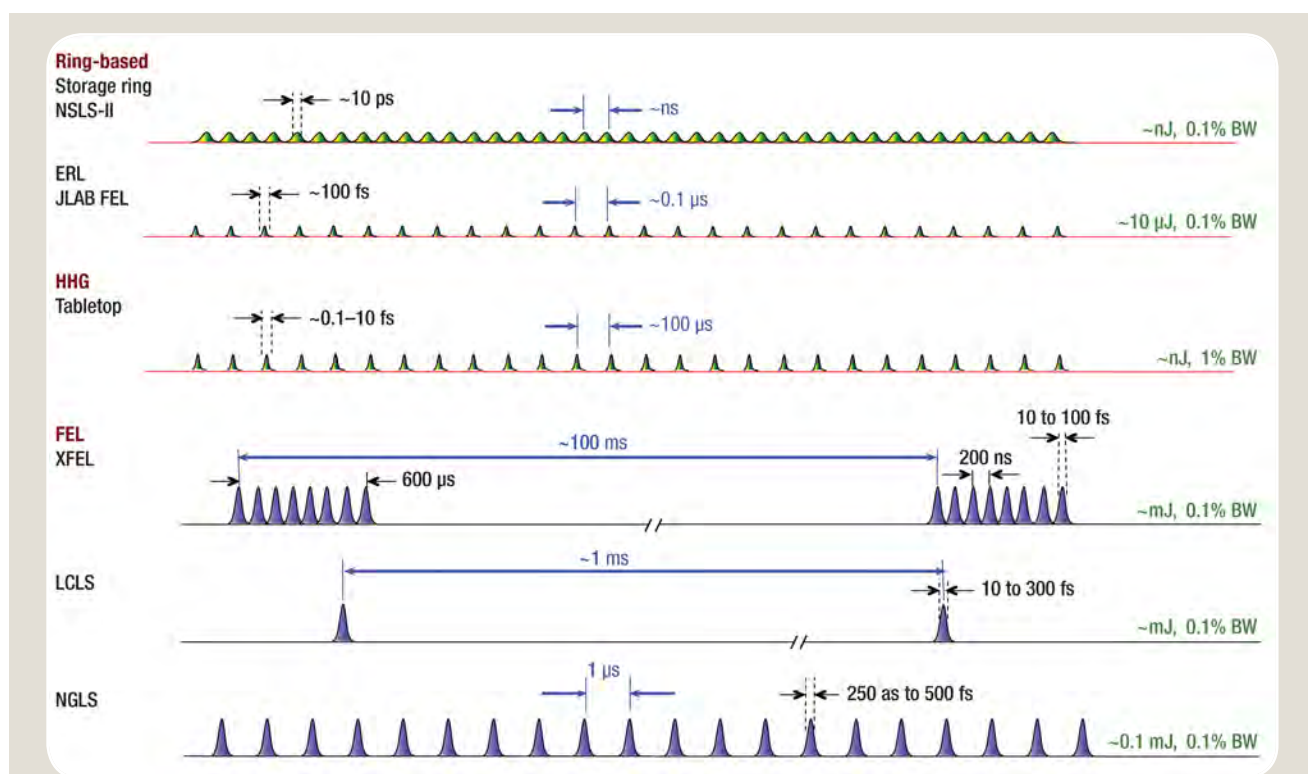 Ring-based
Storage ring
NSLS-II
~10 ps
~ns
~nJ, 0.1% BW
ERL
JLAB FEL
~100 fs
~0.1 µs
~10 µJ, 0.1% BW
HHG
Tabletop
~0.1–10 fs
~100 µs
~nJ, 1% BW
FEL
XFEL
~100 ms
10 to 100 fs
600 µs
200 ns
~mJ, 0.1% BW
LCLS
~1 ms
10 to 300 fs
~mJ, 0.1% BW
NGLS
1 µs
250 as to 500 fs
~0.1 mJ, 0.1% BW